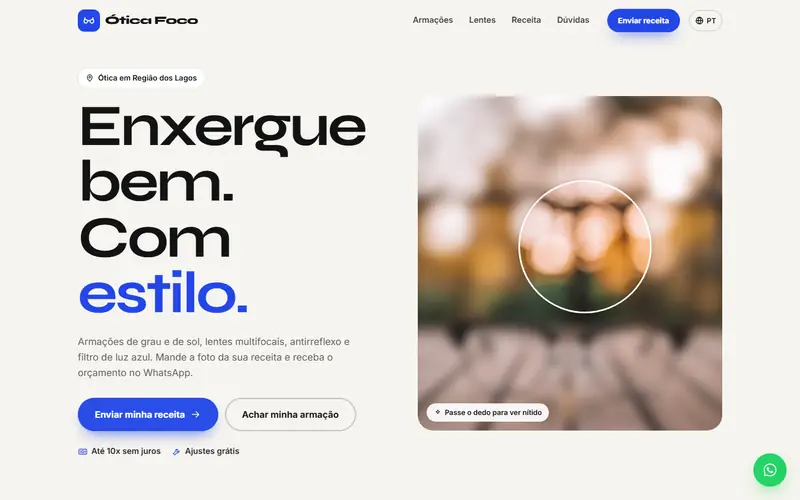 Ótica Foco
Armações
Lentes
Receita
Dúvidas
Enviar receita
PT
Ótica em Região dos Lagos
Enxergue
bem.
Com
estilo.
Armações de grau e de sol, lentes multifocais, antirreflexo e
filtro de luz azul. Mande a foto da sua receita e receba o
orçamento no WhatsApp.
Enviar minha receita
Achar minha armação
Até 10x sem juros
Ajustes grátis
Passe o dedo para ver nítido